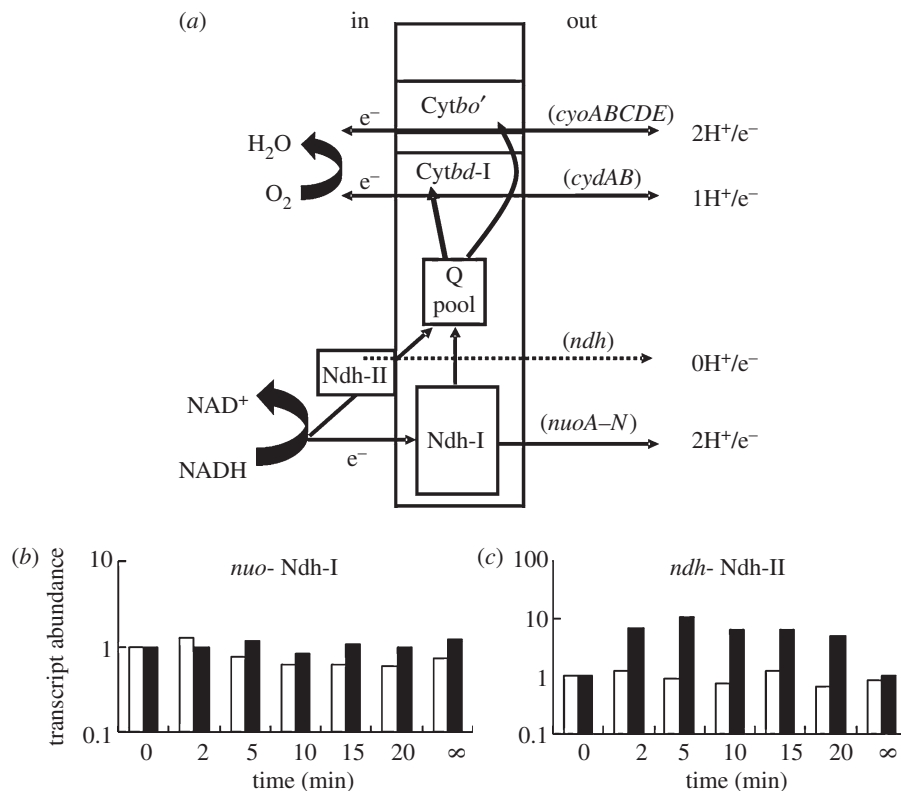 (a) in out
Cytbo′ (cyoABCDE)
e⁻ 2H⁺/e⁻
H₂O
Cytbd-I (cydAB)
O₂ e⁻ 1H⁺/e⁻
Q
pool
(ndh)
Ndh-II 0H⁺/e⁻
NAD⁺
(nuoA–N)
Ndh-I 2H⁺/e⁻
NADH e⁻
(b) 10 nuo- Ndh-I
1
0.1
transcript abundance
0 2 5 10 15 20 ∞
time (min)
(c) 100 ndh- Ndh-II
10
1
0.1
0 2 5 10 15 20 ∞
time (min)